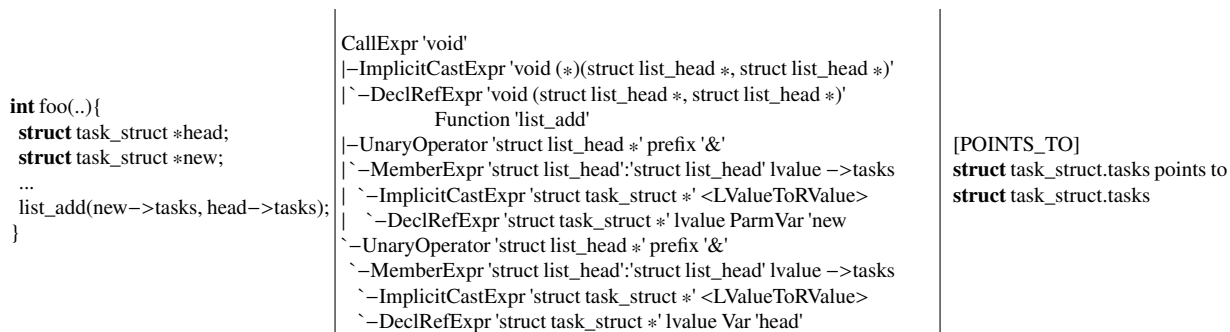 int foo(..){
struct task_struct *head;
struct task_struct *new;
...
list_add(new−>tasks, head−>tasks);
}
CallExpr 'void'
|−ImplicitCastExpr 'void (*)(struct list_head *, struct list_head *)'
|`−DeclRefExpr 'void (struct list_head *, struct list_head *)'
Function 'list_add'
|−UnaryOperator 'struct list_head *' prefix '&'
|`−MemberExpr 'struct list_head':'struct list_head' lvalue −>tasks
| `−ImplicitCastExpr 'struct task_struct *' <LValueToRValue>
| `−DeclRefExpr 'struct task_struct *' lvalue ParmVar 'new
`−UnaryOperator 'struct list_head *' prefix '&'
`−MemberExpr 'struct list_head':'struct list_head' lvalue −>tasks
`−ImplicitCastExpr 'struct task_struct *' <LValueToRValue>
`−DeclRefExpr 'struct task_struct *' lvalue Var 'head'
[POINTS_TO]
struct task_struct.tasks points to
struct task_struct.tasks